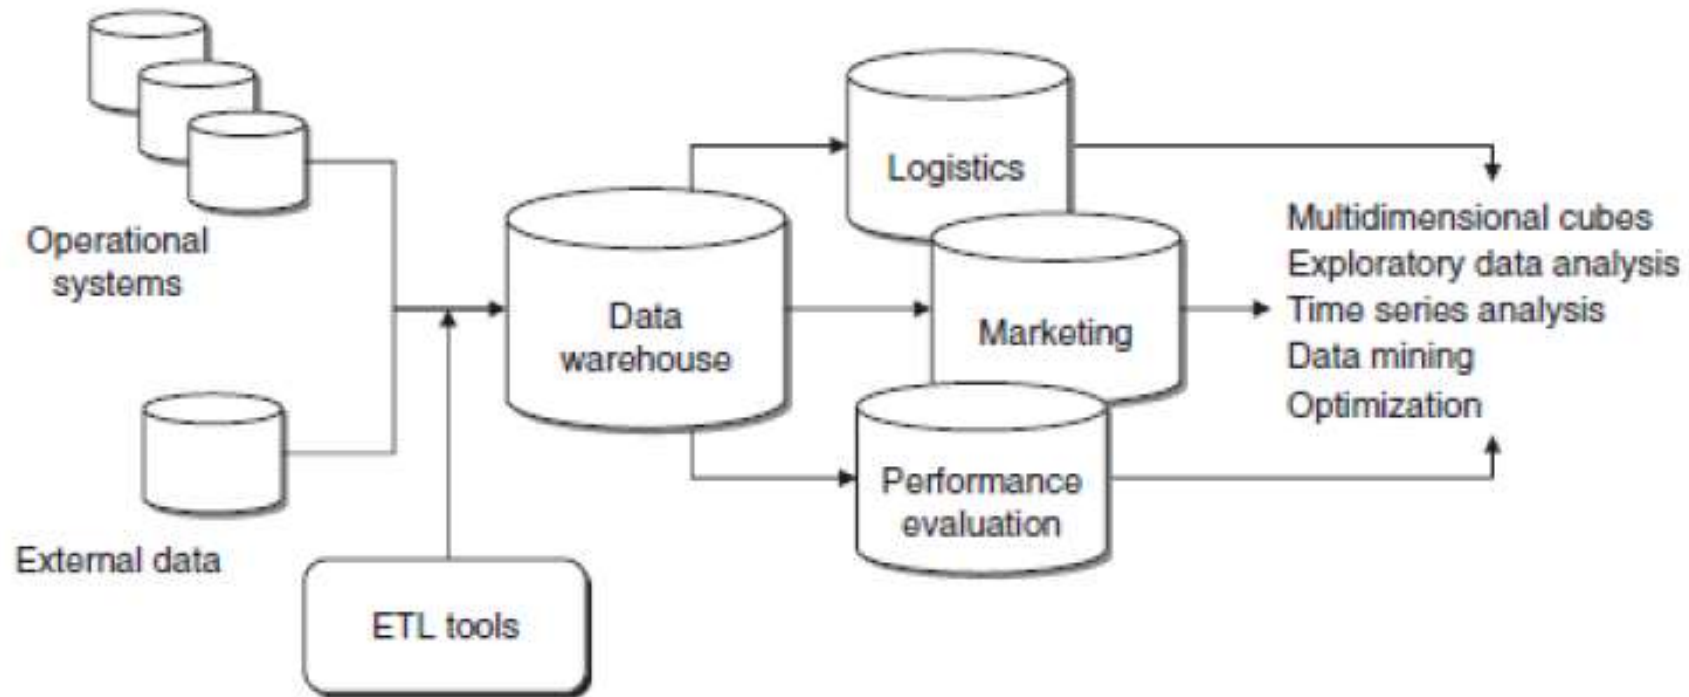 Operational
systems
External data
ETL tools
Data
warehouse
Logistics
Marketing
Performance
evaluation
Multidimensional cubes
Exploratory data analysis
Time series analysis
Data mining
Optimization